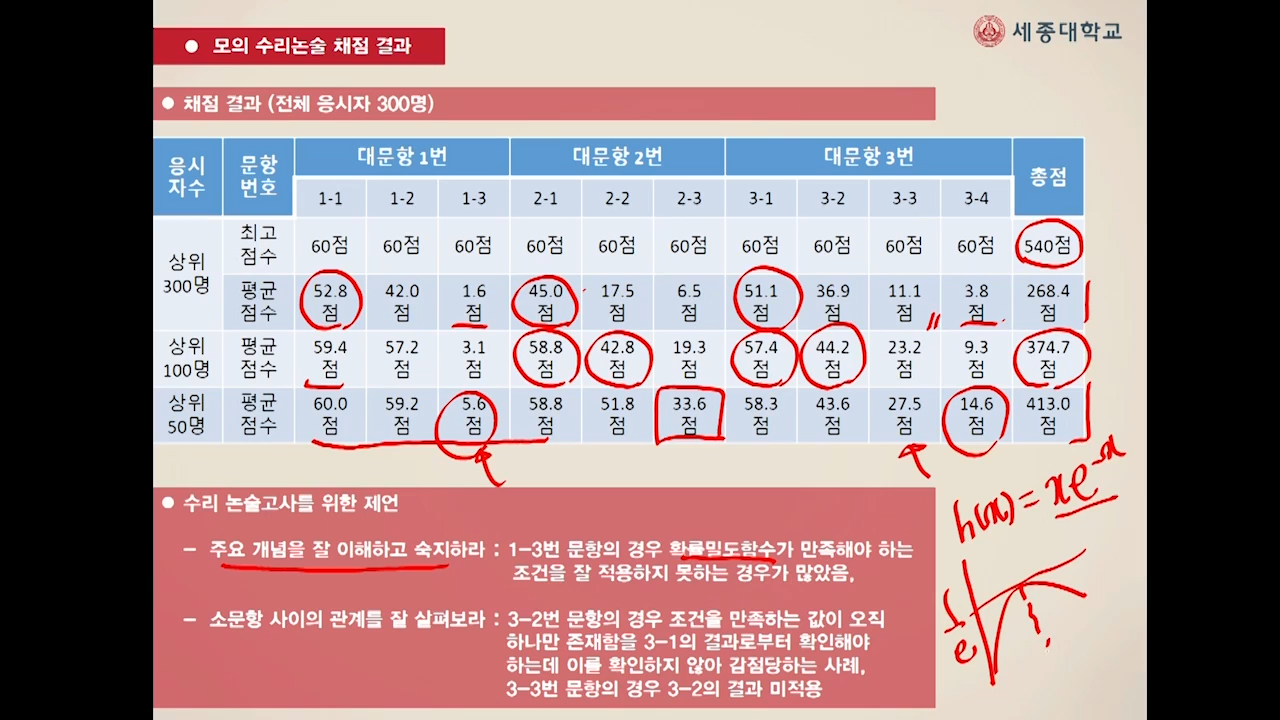 세종대학교
● 모의 수리논술 채점 결과
● 채점 결과 (전체 응시자 300명)
응시자수 문항번호 대문항 1번 대문항 2번 대문항 3번 총점
1-1 1-2 1-3 2-1 2-2 2-3 3-1 3-2 3-3 3-4
상위 300명 최고 점수 60점 60점 60점 60점 60점 60점 60점 60점 60점 60점 540점
평균 점수 52.8점 42.0점 1.6점 45.0점 17.5점 6.5점 51.1점 36.9점 11.1점 3.8점 268.4점
상위 100명 평균 점수 59.4점 57.2점 3.1점 58.8점 42.8점 19.3점 57.4점 44.2점 23.2점 9.3점 374.7점
상위 50명 평균 점수 60.0점 59.2점 5.6점 58.8점 51.8점 33.6점 58.3점 43.6점 27.5점 14.6점 413.0점
● 수리 논술고사를 위한 제언
– 주요 개념을 잘 이해하고 숙지하라 : 1-3번 문항의 경우 확률밀도함수가 만족해야 하는
조건을 잘 적용하지 못하는 경우가 많았음,
– 소문항 사이의 관계를 잘 살펴보라 : 3-2번 문항의 경우 조건을 만족하는 값이 오직
하나만 존재함을 3-1의 결과로부터 확인해야
하는데 이를 확인하지 않아 감점당하는 사례,
3-3번 문항의 경우 3-2의 결과 미적용
h(x) = xe
1/e